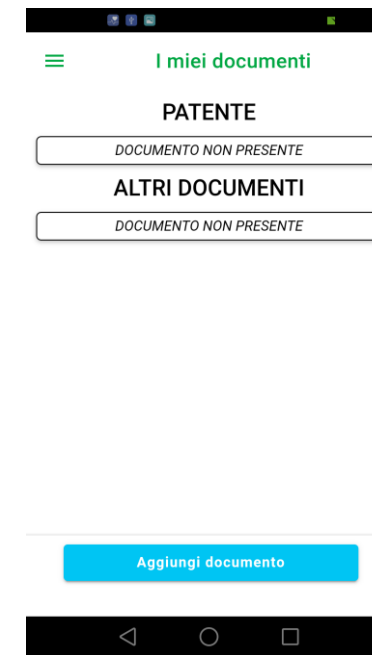 I miei documenti
PATENTE
DOCUMENTO NON PRESENTE
ALTRI DOCUMENTI
DOCUMENTO NON PRESENTE
Aggiungi documento